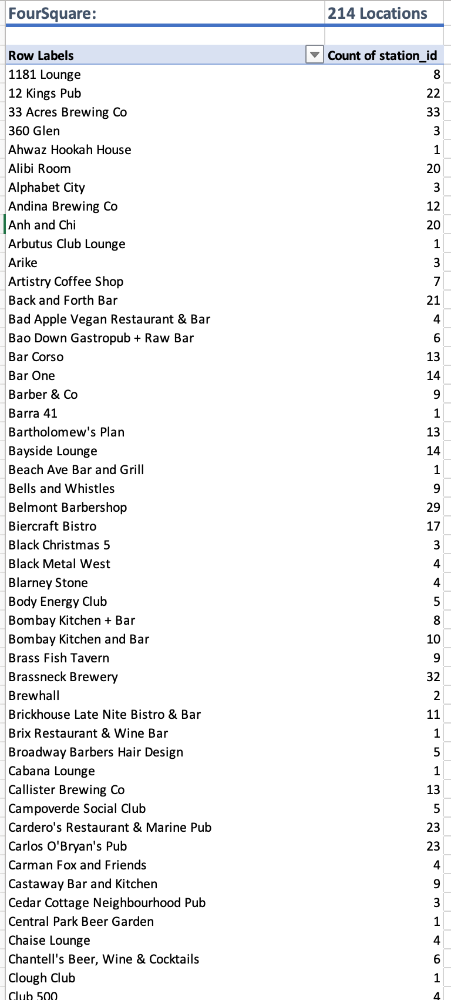 FourSquare: 214 Locations
Row Labels Count of station_id
1181 Lounge 8
12 Kings Pub 22
33 Acres Brewing Co 33
360 Glen 3
Ahwaz Hookah House 1
Alibi Room 20
Alphabet City 3
Andina Brewing Co 12
Anh and Chi 20
Arbutus Club Lounge 1
Arike 3
Artistry Coffee Shop 7
Back and Forth Bar 21
Bad Apple Vegan Restaurant & Bar 4
Bao Down Gastropub + Raw Bar 6
Bar Corso 13
Bar One 14
Barber & Co 9
Barra 41 1
Bartholomew's Plan 13
Bayside Lounge 14
Beach Ave Bar and Grill 1
Bells and Whistles 9
Belmont Barbershop 29
Biercraft Bistro 17
Black Christmas 5 3
Black Metal West 4
Blarney Stone 4
Body Energy Club 5
Bombay Kitchen + Bar 8
Bombay Kitchen and Bar 10
Brass Fish Tavern 9
Brassneck Brewery 32
Brewhall 2
Brickhouse Late Nite Bistro & Bar 11
Brix Restaurant & Wine Bar 1
Broadway Barbers Hair Design 5
Cabana Lounge 1
Callister Brewing Co 13
Campoverde Social Club 5
Cardero's Restaurant & Marine Pub 23
Carlos O'Bryan's Pub 23
Carman Fox and Friends 4
Castaway Bar and Kitchen 9
Cedar Cottage Neighbourhood Pub 3
Central Park Beer Garden 1
Chaise Lounge 4
Chantell's Beer, Wine & Cocktails 6
Clough Club 1
Club 500 4